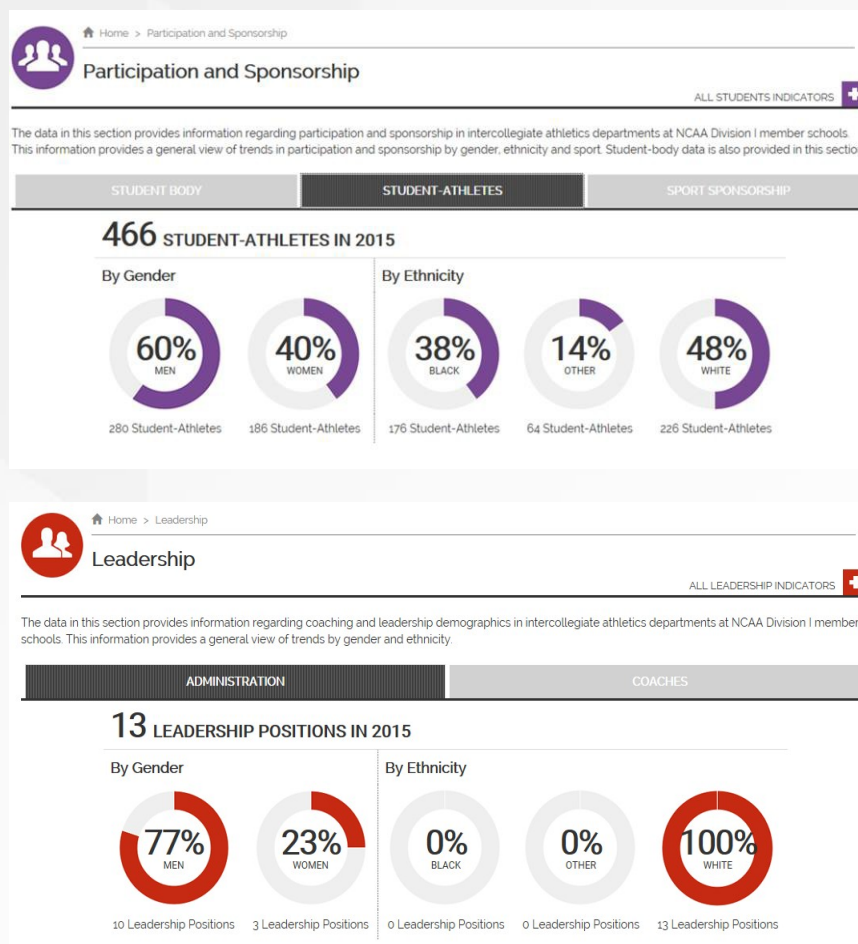 Home > Participation and Sponsorship
Participation and Sponsorship
ALL STUDENTS INDICATORS
The data in this section provides information regarding participation and sponsorship in intercollegiate athletics departments at NCAA Division I member schools.
This information provides a general view of trends in participation and sponsorship by gender, ethnicity and sport. Student-body data is also provided in this sectio
STUDENT BODY
STUDENT-ATHLETES
SPORT SPONSORSHIP
466 STUDENT-ATHLETES IN 2015
By Gender
By Ethnicity
60%
MEN
280 Student-Athletes
40%
WOMEN
186 Student-Athletes
38%
BLACK
176 Student-Athletes
14%
OTHER
64 Student-Athletes
48%
WHITE
226 Student-Athletes
Home > Leadership
Leadership
ALL LEADERSHIP INDICATORS
The data in this section provides information regarding coaching and leadership demographics in intercollegiate athletics departments at NCAA Division I member
schools. This information provides a general view of trends by gender and ethnicity.
ADMINISTRATION
COACHES
13 LEADERSHIP POSITIONS IN 2015
By Gender
By Ethnicity
77%
MEN
10 Leadership Positions
23%
WOMEN
3 Leadership Positions
0%
BLACK
0 Leadership Positions
0%
OTHER
0 Leadership Positions
100%
WHITE
13 Leadership Positions